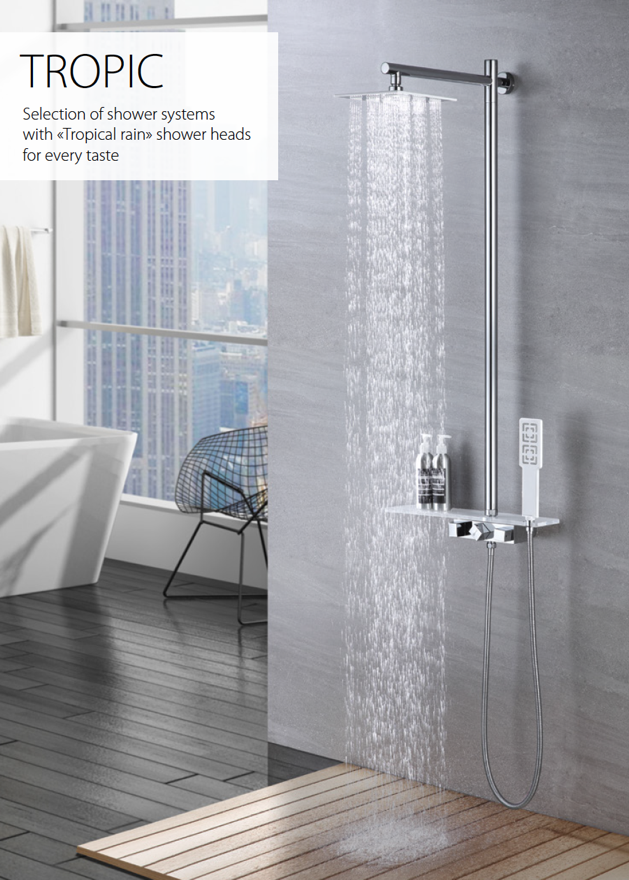 TROPIC
Selection of shower systems
with «Tropical rain» shower heads
for every taste